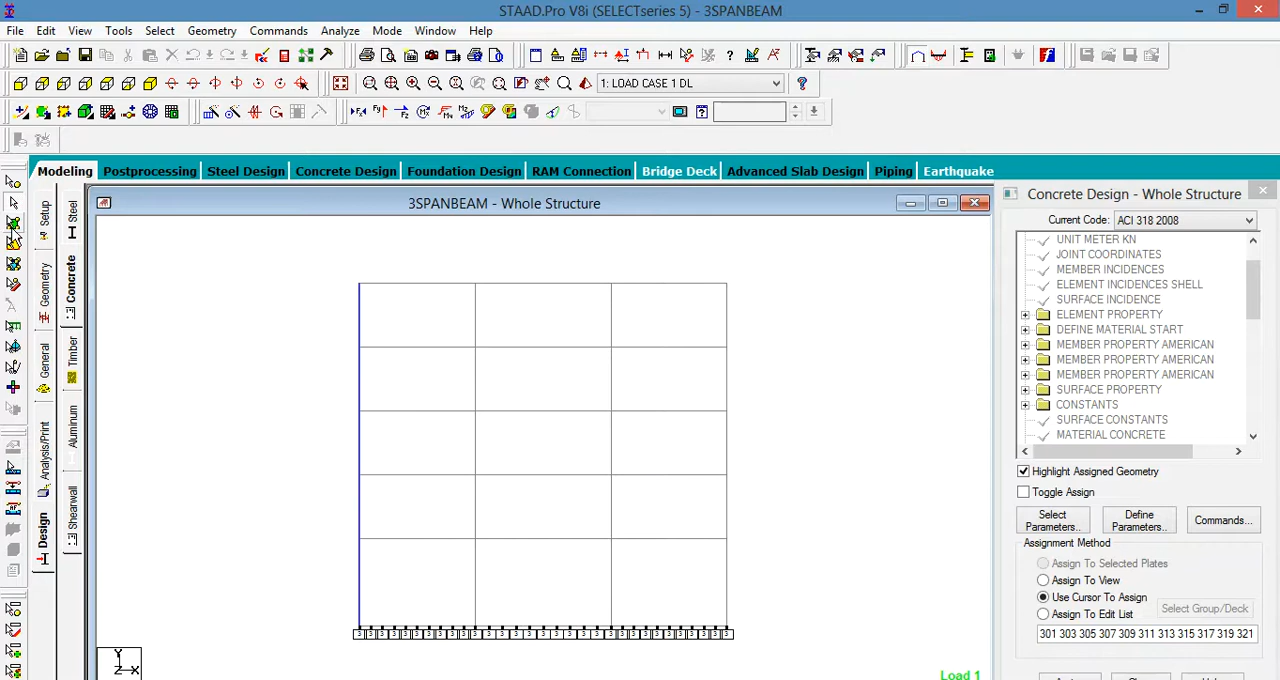 STAAD.Pro V8i (SELECTseries 5) - 3SPANBEAM
File Edit View Tools Select Geometry Commands Analyze Mode Window Help
1: LOAD CASE 1 DL
Modeling Postprocessing Steel Design Concrete Design Foundation Design RAM Connection Bridge Deck Advanced Slab Design Piping Earthquake
Setup
Geometry
General
Analysis/Print
Design
Steel
Concrete
Timber
Aluminum
Shearwall
3SPANBEAM - Whole Structure
Y
Z X
Load 1
Concrete Design - Whole Structure
Current Code: ACI 318 2008
UNIT METER KN
JOINT COORDINATES
MEMBER INCIDENCES
ELEMENT INCIDENCES SHELL
SURFACE INCIDENCE
ELEMENT PROPERTY
DEFINE MATERIAL START
MEMBER PROPERTY AMERICAN
MEMBER PROPERTY AMERICAN
MEMBER PROPERTY AMERICAN
SURFACE PROPERTY
CONSTANTS
SURFACE CONSTANTS
MATERIAL CONCRETE
Highlight Assigned Geometry
Toggle Assign
Select Parameters..
Define Parameters..
Commands...
Assignment Method
Assign To Selected Plates
Assign To View
Use Cursor To Assign
Assign To Edit List
Select Group/Deck
301 303 305 307 309 311 313 315 317 319 321